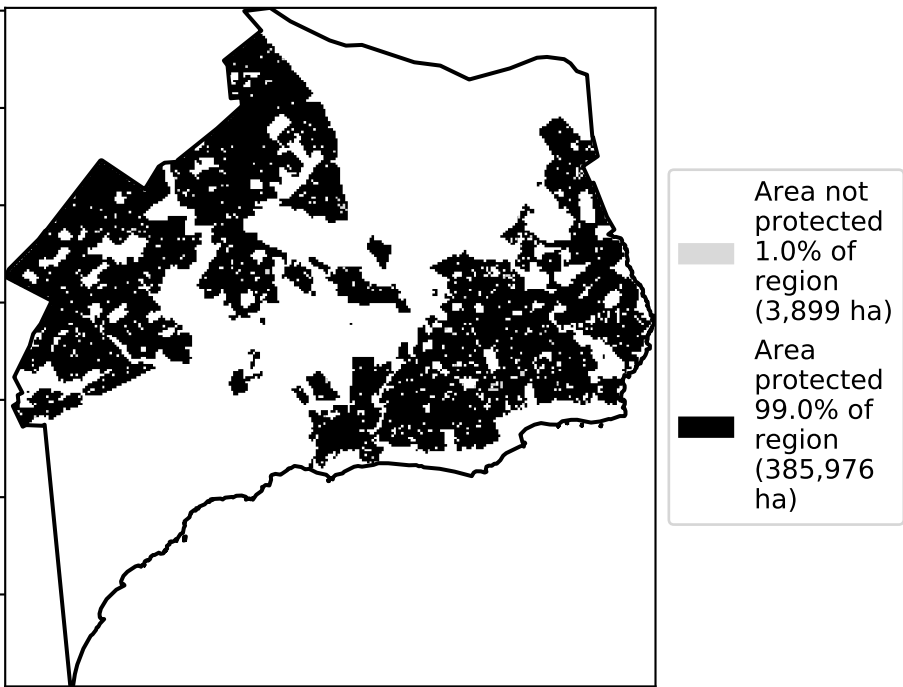 Area not
protected
1.0% of
region
(3,899 ha)
Area
protected
99.0% of
region
(385,976
ha)